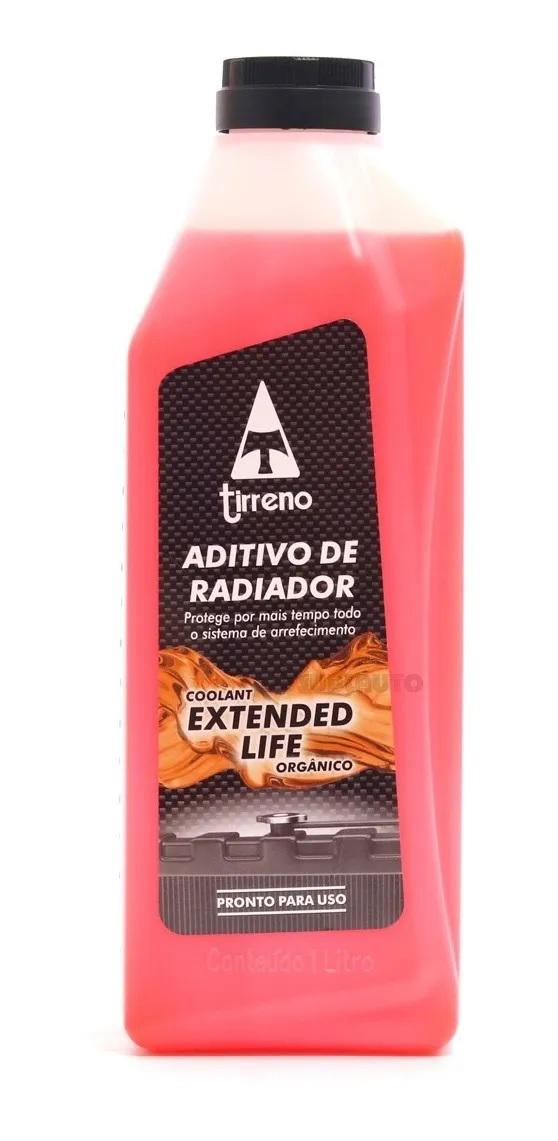 tirreno
ADITIVO DE
RADIADOR
Protege por mais tempo todo
o sistema de arrefecimento
COOLANT
EXTENDED
LIFE
ORGÂNICO
PRONTO PARA USO
Conteúdo 1 Litro